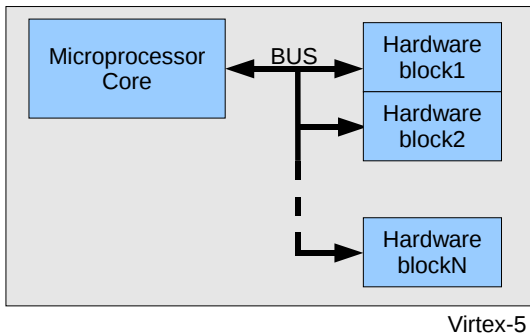 Microprocessor
Core
BUS
Hardware
block1
Hardware
block2
Hardware
blockN
Virtex-5